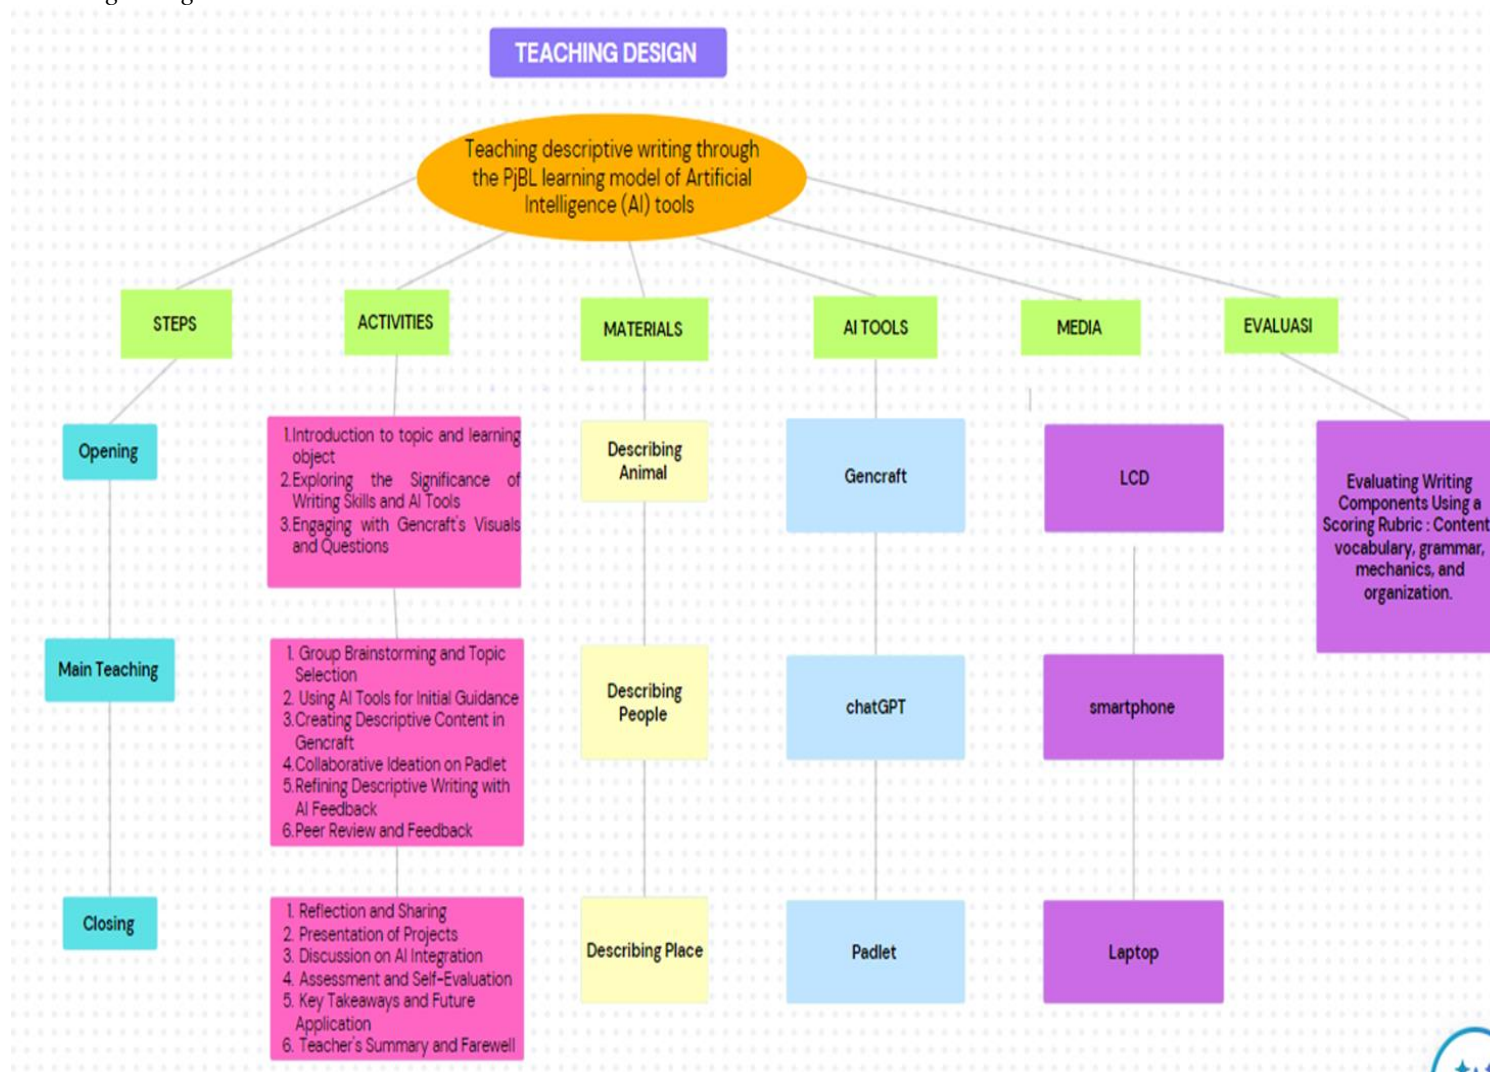 TEACHING DESIGN
Teaching descriptive writing through
the PjBL learning model of Artificial
Intelligence (AI) tools
STEPS
ACTIVITIES
MATERIALS
AI TOOLS
MEDIA
EVALUASI
Opening
1.Introduction to topic and learning
object
2.Exploring the Significance of
Writing Skills and AI Tools
3.Engaging with Gencraft's Visuals
and Questions
Describing
Animal
Gencraft
LCD
Evaluating Writing
Components Using a
Scoring Rubric : Content
vocabulary, grammar,
mechanics, and
organization.
Main Teaching
1. Group Brainstorming and Topic
Selection
2. Using AI Tools for Initial Guidance
3.Creating Descriptive Content in
Gencraft
4.Collaborative Ideation on Padlet
5.Refining Descriptive Writing with
AI Feedback
6.Peer Review and Feedback
Describing
People
chatGPT
smartphone
Closing
1. Reflection and Sharing
2. Presentation of Projects
3. Discussion on AI Integration
4. Assessment and Self-Evaluation
5. Key Takeaways and Future
Application
6. Teacher's Summary and Farewell
Describing Place
Padlet
Laptop